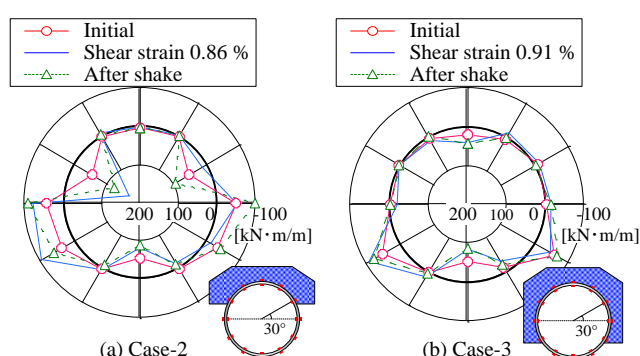 Initial
Shear strain 0.86 %
After shake
Initial
Shear strain 0.91 %
After shake
200 100 0 -100
[kN・m/m]
200 100 0 -100
[kN・m/m]
30°
30°
(a) Case-2
(b) Case-3